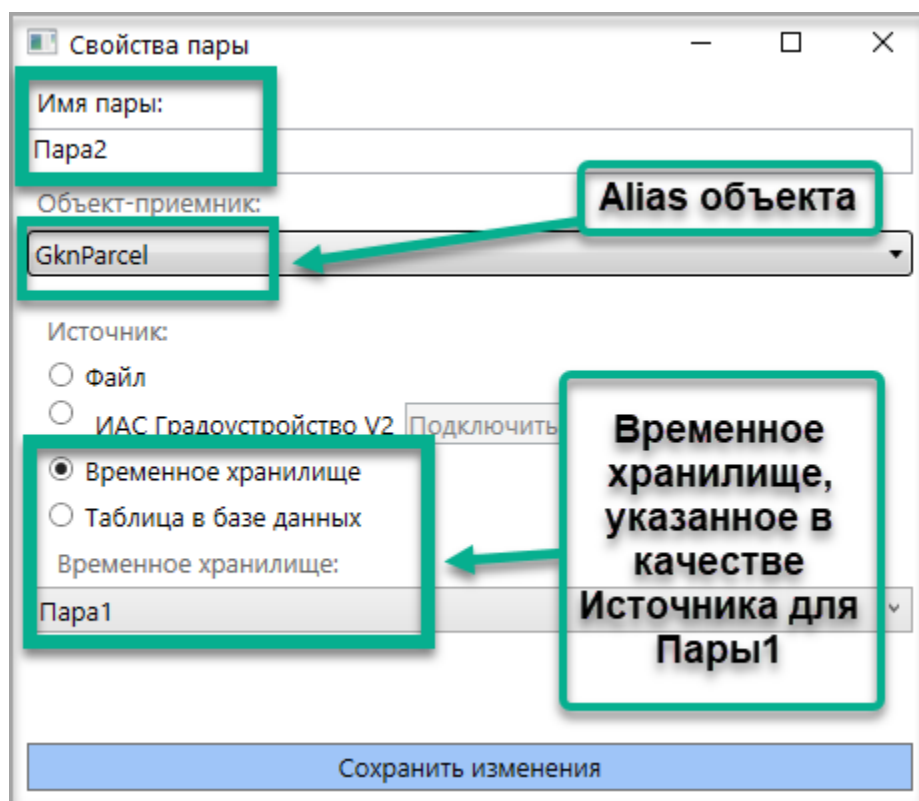 Свойства пары
Имя пары:
Пара2
Объект-приемник:
Alias объекта
GknParcel
Источник:
Файл
ИАС Градоустройство V2 Подключить
Временное хранилище
Таблица в базе данных
Временное хранилище:
Пара1
Временное
хранилище,
указанное в
качестве
Источника для
Пары1
Сохранить изменения